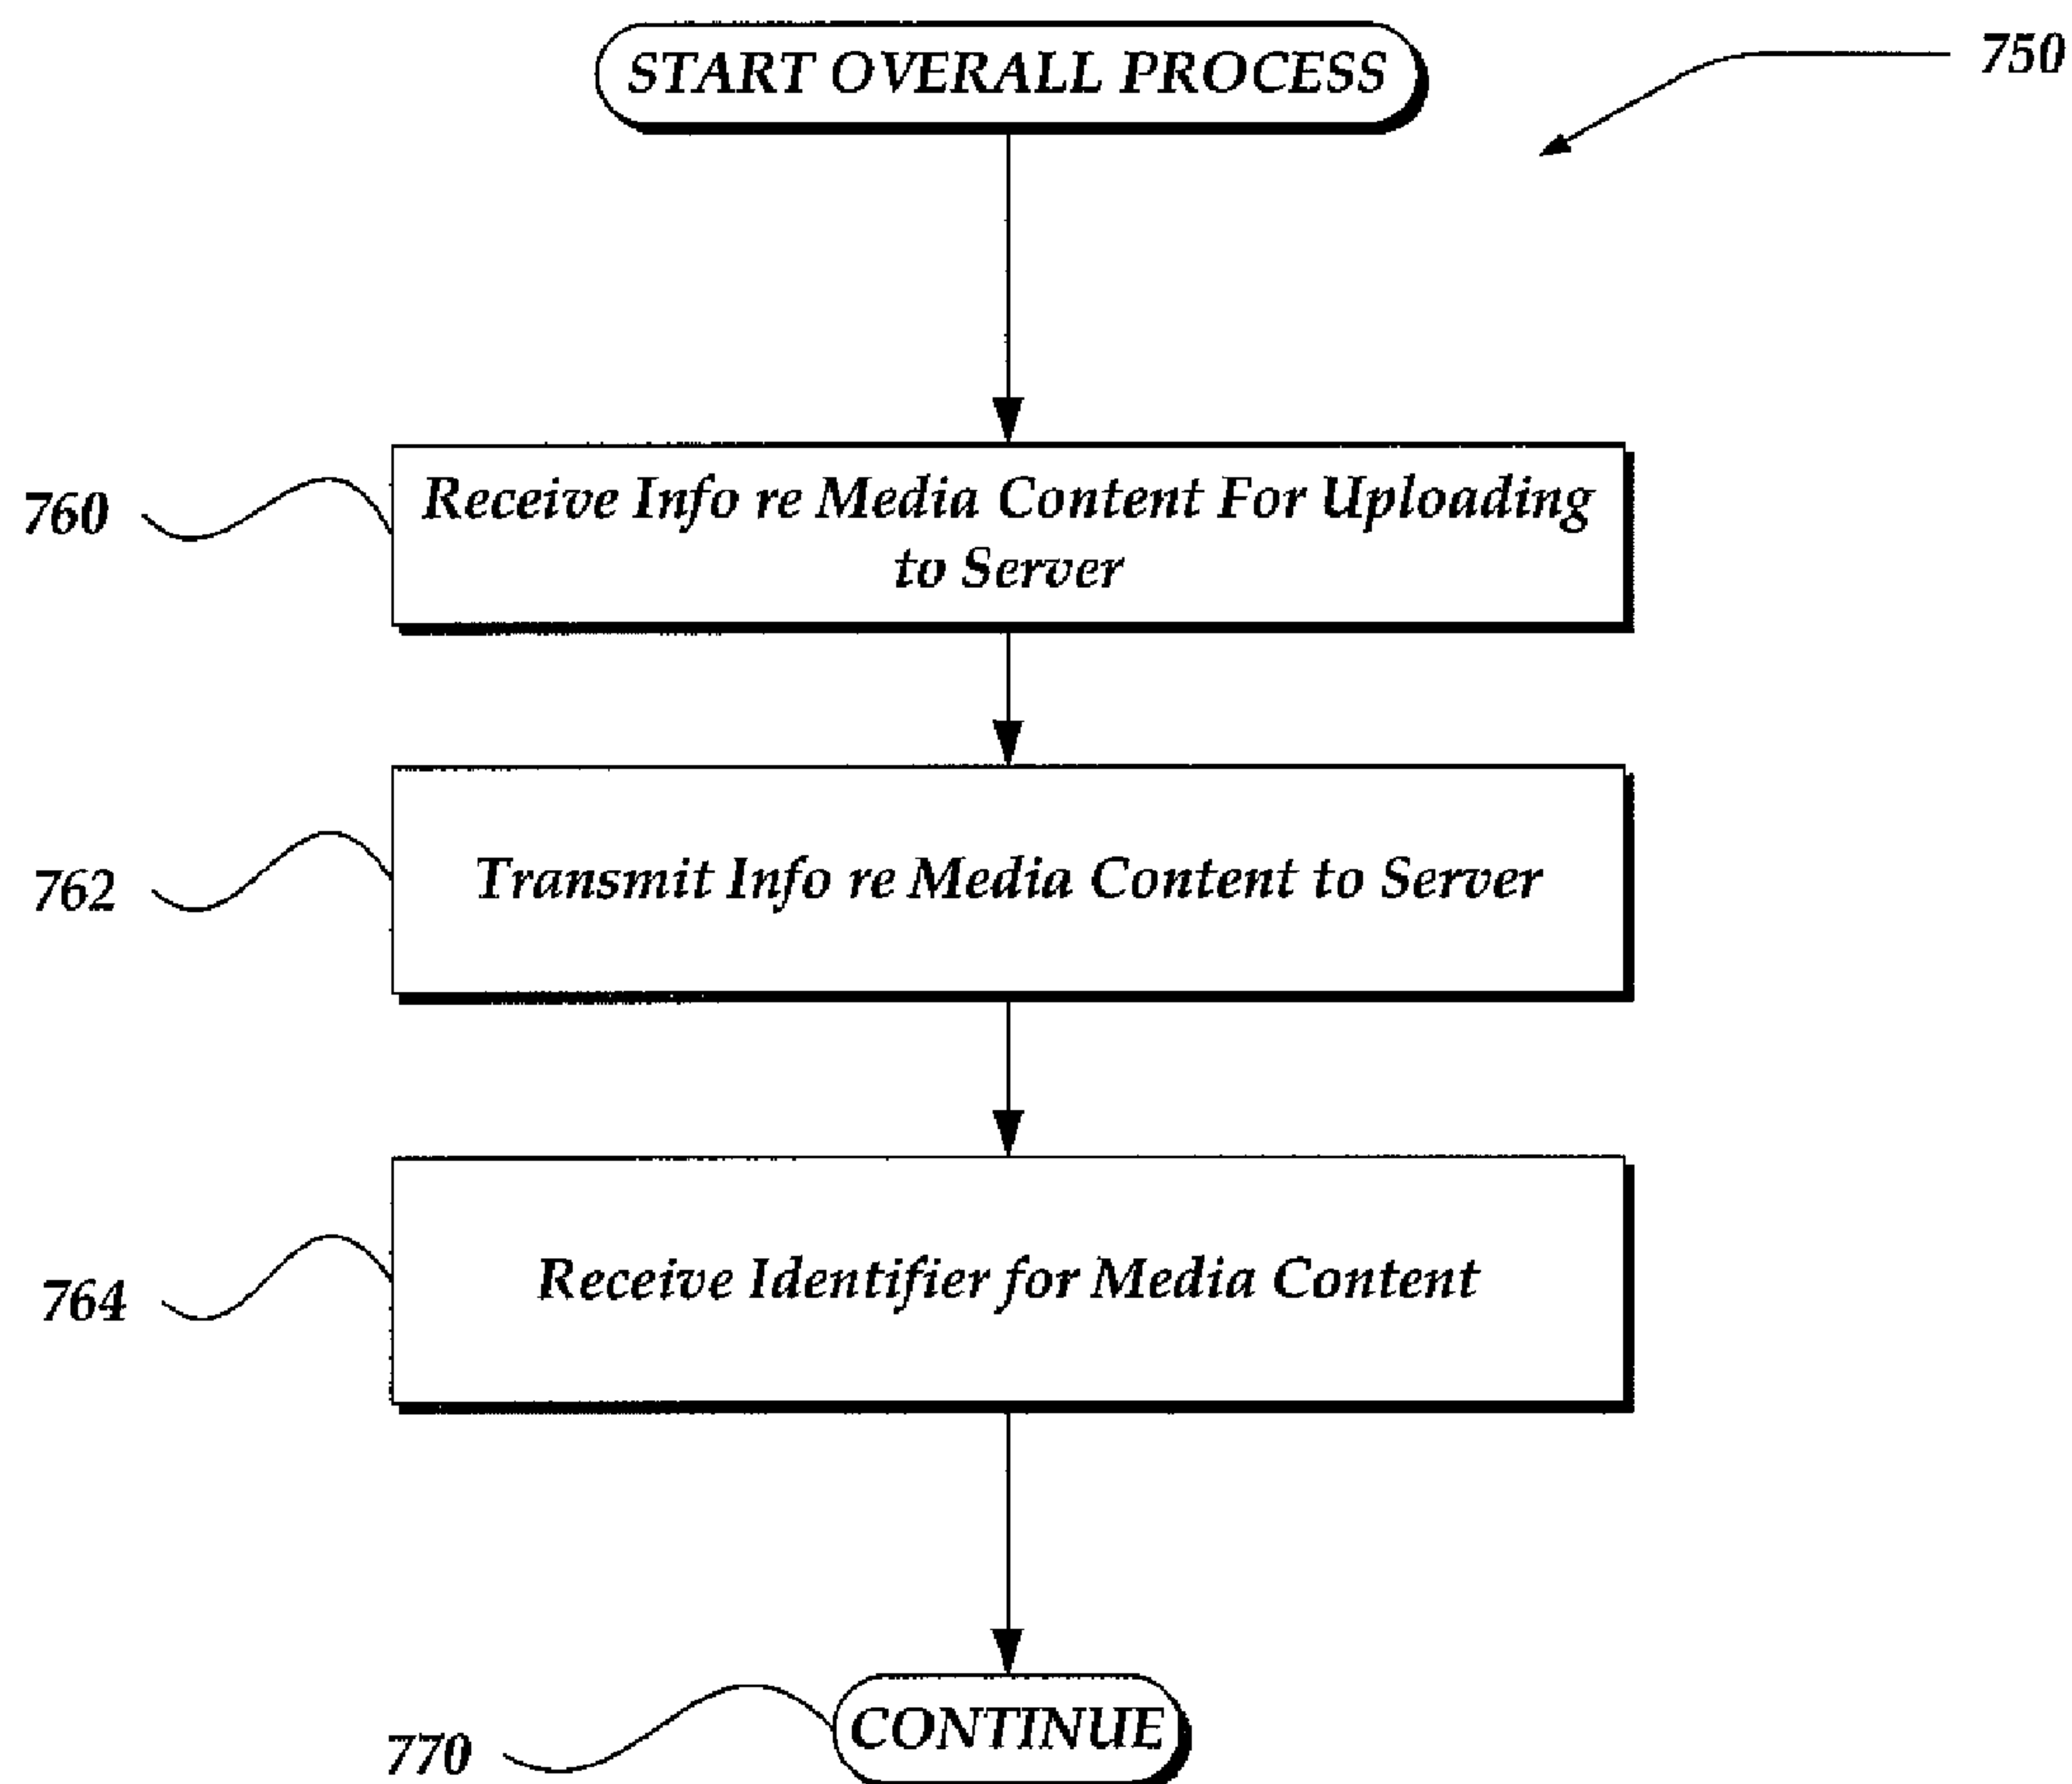 START OVERALL PROCESS
750
760
Receive Info re Media Content For Uploading
to Server
762
Transmit Info re Media Content to Server
764
Receive Identifier for Media Content
770
CONTINUE